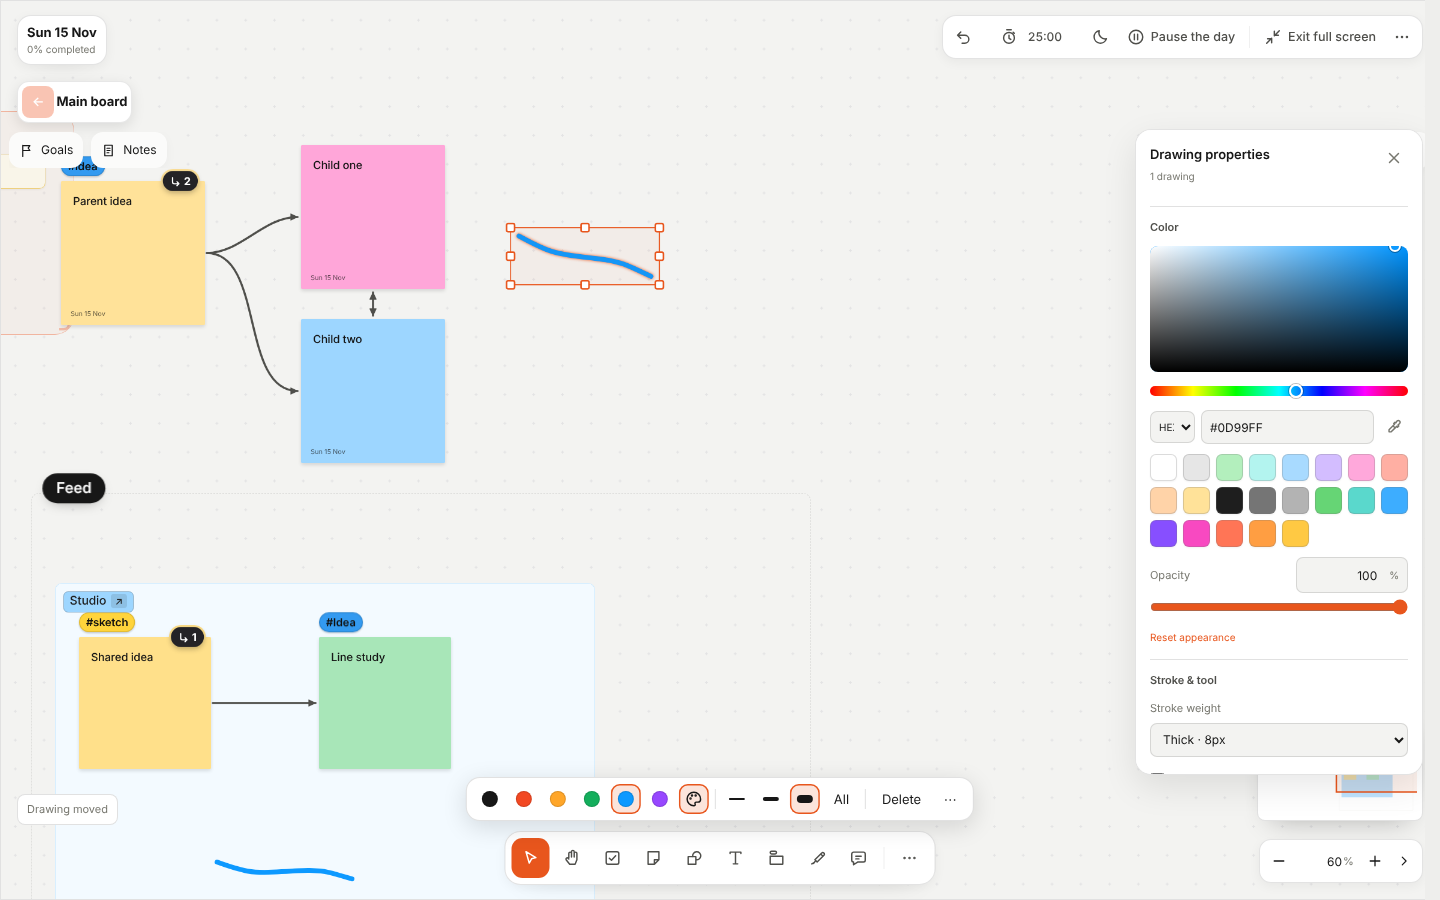 Sun 15 Nov
0% completed
25:00
Pause the day
Exit full screen
Main board
Goals
Notes
Parent idea
2
Sun 15 Nov
Child one
Sun 15 Nov
Child two
Sun 15 Nov
Drawing properties
1 drawing
Color
#0D99FF
Opacity
100 %
Reset appearance
Stroke & tool
Stroke weight
Thick · 8px
Feed
Studio
#sketch
1
Shared idea
#Idea
Line study
Drawing moved
All
Delete
60%